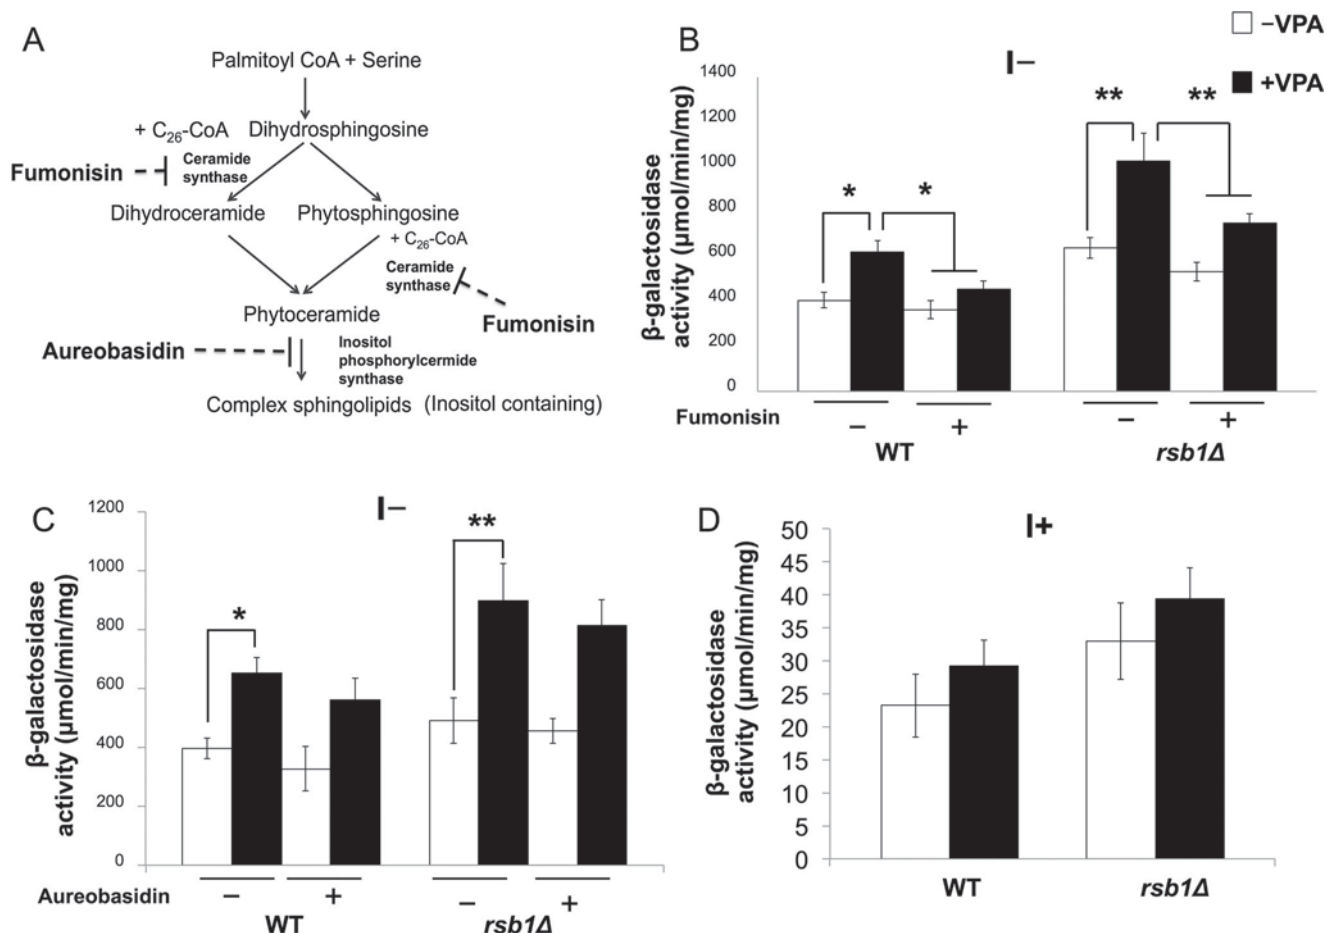 A
Palmitoyl CoA + Serine
+ C26-CoA Dihydrosphingosine
Fumonisin
Ceramide
synthase
Dihydroceramide Phytosphingosine
+ C26-CoA
Ceramide
synthase
Phytoceramide
Fumonisin
Aureobasidin
Inositol
phosphorylcermide
synthase
Complex sphingolipids (Inositol containing)
B
I−
−VPA
+VPA
β-galactosidase
activity (µmol/min/mg)
1400
1200
1000
800
600
400
200
0
* * ** **
Fumonisin − + − +
WT rsb1Δ
C
I−
β-galactosidase
activity (µmol/min/mg)
1200
1000
800
600
400
200
0
* **
Aureobasidin − + − +
WT rsb1Δ
D
I+
β-galactosidase
activity (µmol/min/mg)
50
45
40
35
30
25
20
15
10
5
0
WT rsb1Δ